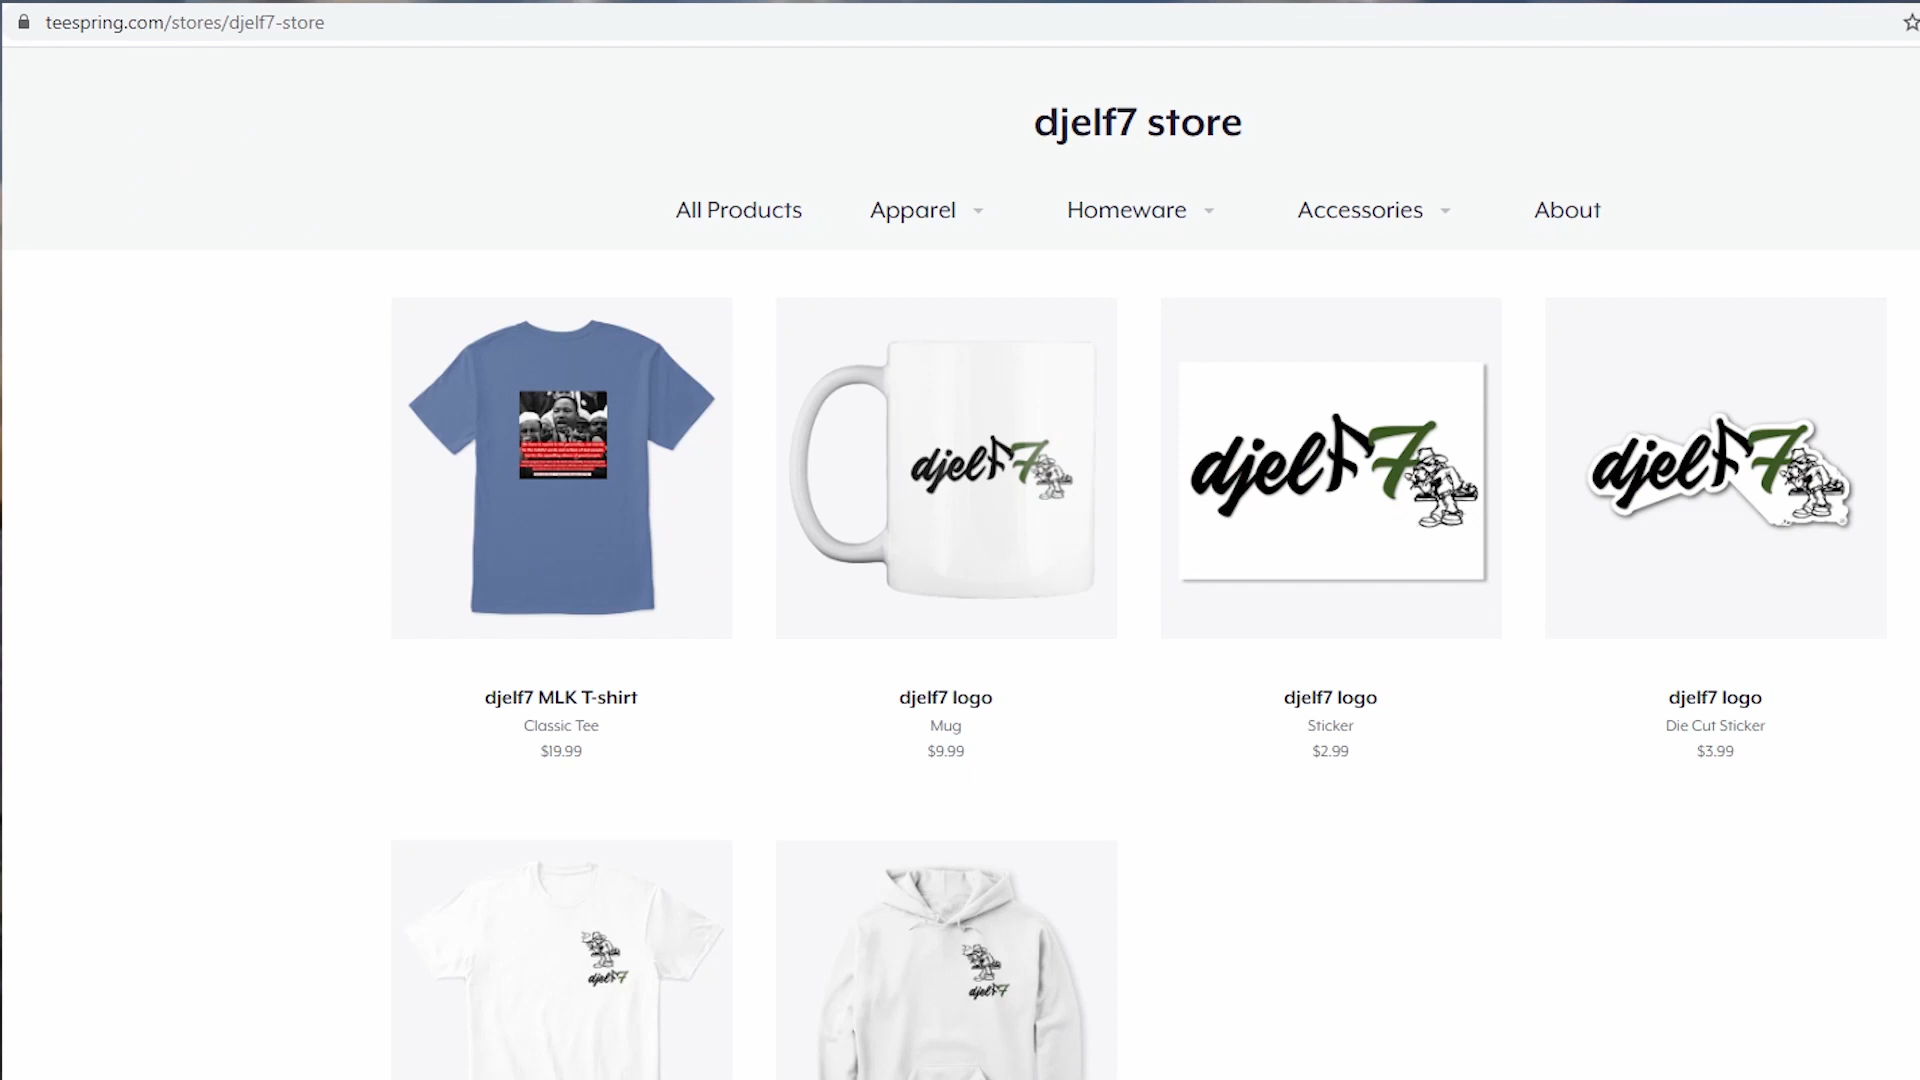 teespring.com/stores/djelf7-store
djelf7 store
All Products Apparel Homeware Accessories About
djelf7
djelf7
djelf7
djelf7 MLK T-shirt
Classic Tee
$19.99
djelf7 logo
Mug
$9.99
djelf7 logo
Sticker
$2.99
djelf7 logo
Die Cut Sticker
$3.99
djelf7
djelf7